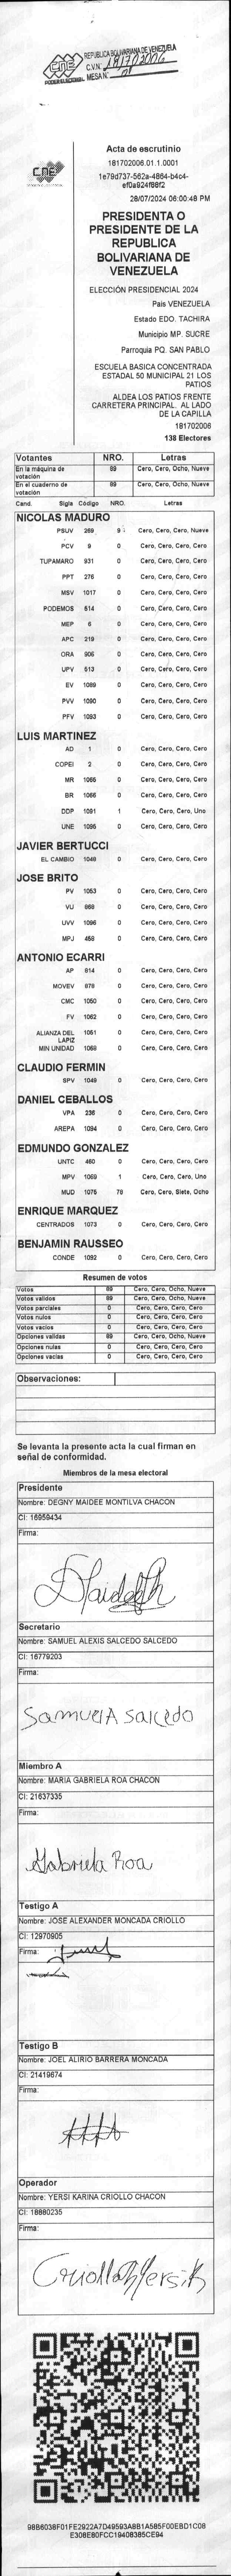 REPÚBLICA BOLIVARIANA DE VENEZUELA
CNE
C.V.N° 181702006
PODER ELECTORAL MESA N° 01
CNE
Acta de escrutinio
181702006.01.1.0001
1e79d737-562a-4864-b4c4-
ef0a924f86f2
28/07/2024 06:00:48 PM
PRESIDENTA O
PRESIDENTE DE LA
REPUBLICA
BOLIVARIANA DE
VENEZUELA
ELECCIÓN PRESIDENCIAL 2024
Pais VENEZUELA
Estado EDO. TACHIRA
Municipio MP. SUCRE
Parroquia PQ. SAN PABLO
ESCUELA BASICA CONCENTRADA
ESTADAL 50 MUNICIPAL 21 LOS
PATIOS
ALDEA LOS PATIOS FRENTE
CARRETERA PRINCIPAL. AL LADO
DE LA CAPILLA
181702006
138 Electores
Votantes NRO. Letras
En la máquina de votación 89 Cero, Cero, Ocho, Nueve
En el cuaderno de votación 89 Cero, Cero, Ocho, Nueve
Cand. Sigla Código NRO. Letras
NICOLAS MADURO
PSUV 269 9 Cero, Cero, Cero, Nueve
PCV 9 0 Cero, Cero, Cero, Cero
TUPAMARO 931 0 Cero, Cero, Cero, Cero
PPT 276 0 Cero, Cero, Cero, Cero
MSV 1017 0 Cero, Cero, Cero, Cero
PODEMOS 514 0 Cero, Cero, Cero, Cero
MEP 6 0 Cero, Cero, Cero, Cero
APC 219 0 Cero, Cero, Cero, Cero
ORA 906 0 Cero, Cero, Cero, Cero
UPV 513 0 Cero, Cero, Cero, Cero
EV 1089 0 Cero, Cero, Cero, Cero
PVV 1090 0 Cero, Cero, Cero, Cero
PFV 1093 0 Cero, Cero, Cero, Cero
LUIS MARTINEZ
AD 1 0 Cero, Cero, Cero, Cero
COPEI 2 0 Cero, Cero, Cero, Cero
MR 1065 0 Cero, Cero, Cero, Cero
BR 1066 0 Cero, Cero, Cero, Cero
DDP 1091 1 Cero, Cero, Cero, Uno
UNE 1095 0 Cero, Cero, Cero, Cero
JAVIER BERTUCCI
EL CAMBIO 1048 0 Cero, Cero, Cero, Cero
JOSE BRITO
PV 1053 0 Cero, Cero, Cero, Cero
VU 868 0 Cero, Cero, Cero, Cero
UVV 1096 0 Cero, Cero, Cero, Cero
MPJ 458 0 Cero, Cero, Cero, Cero
ANTONIO ECARRI
AP 814 0 Cero, Cero, Cero, Cero
MOVEV 878 0 Cero, Cero, Cero, Cero
CMC 1050 0 Cero, Cero, Cero, Cero
FV 1062 0 Cero, Cero, Cero, Cero
ALIANZA DEL LAPIZ 1051 0 Cero, Cero, Cero, Cero
MIN UNIDAD 1068 0 Cero, Cero, Cero, Cero
CLAUDIO FERMIN
SPV 1049 0 Cero, Cero, Cero, Cero
DANIEL CEBALLOS
VPA 236 0 Cero, Cero, Cero, Cero
AREPA 1094 0 Cero, Cero, Cero, Cero
EDMUNDO GONZALEZ
UNTC 460 0 Cero, Cero, Cero, Cero
MPV 1069 1 Cero, Cero, Cero, Uno
MUD 1075 78 Cero, Cero, Siete, Ocho
ENRIQUE MARQUEZ
CENTRADOS 1073 0 Cero, Cero, Cero, Cero
BENJAMIN RAUSSEO
CONDE 1092 0 Cero, Cero, Cero, Cero
Resumen de votos
Votos 89 Cero, Cero, Ocho, Nueve
Votos validos 89 Cero, Cero, Ocho, Nueve
Votos parciales 0 Cero, Cero, Cero, Cero
Votos nulos 0 Cero, Cero, Cero, Cero
Votos vacios 0 Cero, Cero, Cero, Cero
Opciones validas 89 Cero, Cero, Ocho, Nueve
Opciones nulas 0 Cero, Cero, Cero, Cero
Opciones vacias 0 Cero, Cero, Cero, Cero
Observaciones:
Se levanta la presente acta la cual firman en
señal de conformidad.
Miembros de la mesa electoral
Presidente
Nombre: DEGNY MAIDEE MONTILVA CHACON
CI: 16959434
Firma:
Secretario
Nombre: SAMUEL ALEXIS SALCEDO SALCEDO
CI: 16779203
Firma:
SamuelA Salcedo
Miembro A
Nombre: MARIA GABRIELA ROA CHACON
CI: 21637335
Firma:
Gabriela Roa
Testigo A
Nombre: JOSE ALEXANDER MONCADA CRIOLLO
CI: 12970905
Firma:
Testigo B
Nombre: JOEL ALIRIO BARRERA MONCADA
CI: 21419674
Firma:
Operador
Nombre: YERSI KARINA CRIOLLO CHACON
CI: 18880235
Firma:
98B6038F01FE2922A7D49593A8B1A585F00EBD1C08
E308E80FCC19408385CE94